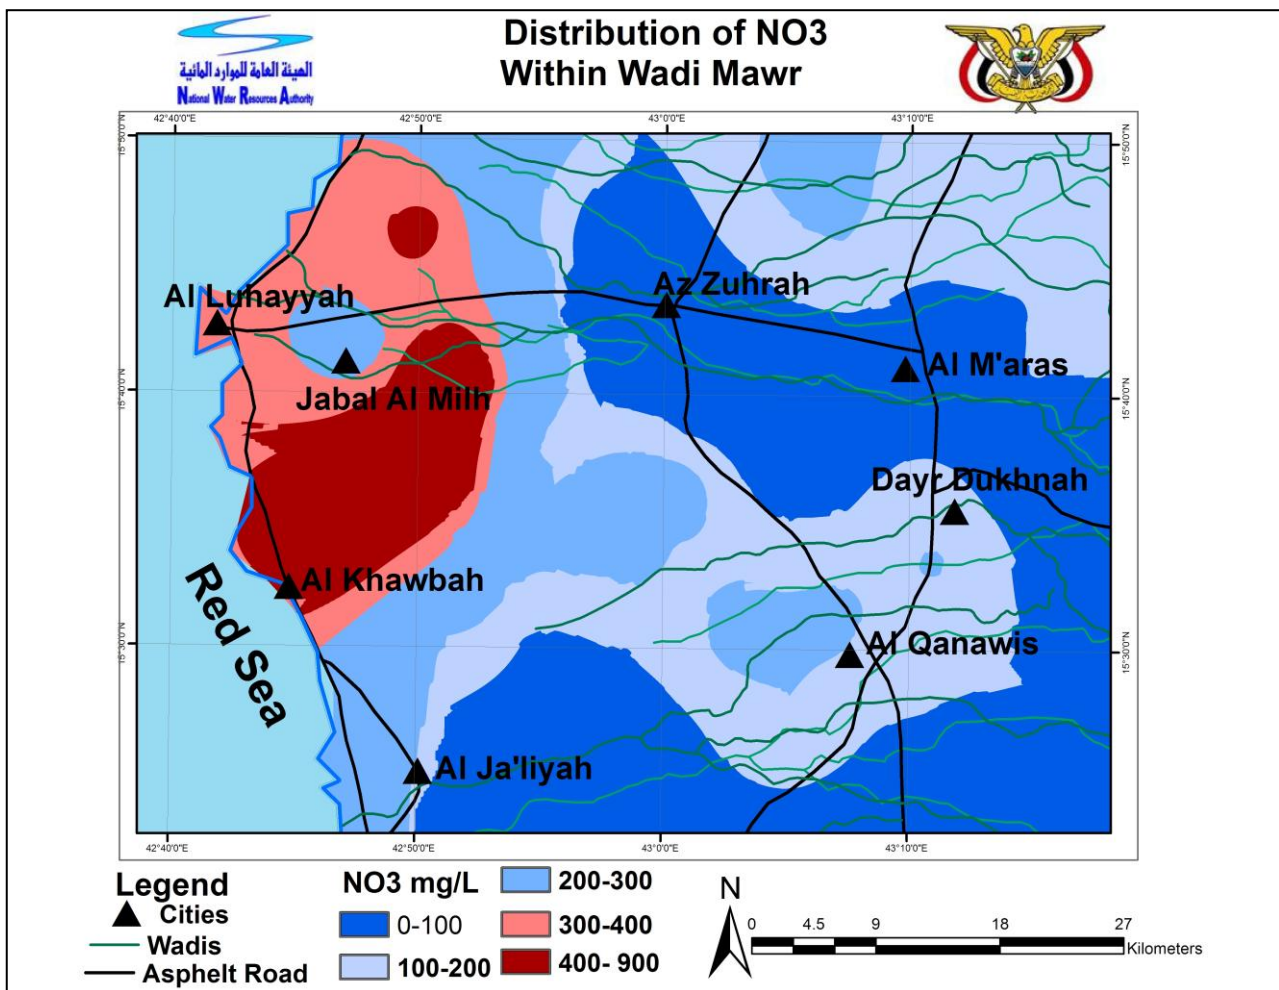 الهيئة العامة للموارد المائية
National Water Resources Authority
Distribution of NO3
Within Wadi Mawr
42°40'0"E
42°50'0"E
43°0'0"E
43°10'0"E
15°50'0"N
15°50'0"N
Al Luhayyah
Az Zuhrah
Al M'aras
Jabal Al Milh
15°40'0"N
15°40'0"N
Dayr Dukhnah
Al Khawbah
Red Sea
15°30'0"N
15°30'0"N
Al Qanawis
Al Ja'liyah
42°40'0"E
42°50'0"E
43°0'0"E
43°10'0"E
Legend
Cities
Wadis
Asphelt Road
NO3 mg/L
0-100
100-200
200-300
300-400
400- 900
N
0 4.5 9 18 27
Kilometers